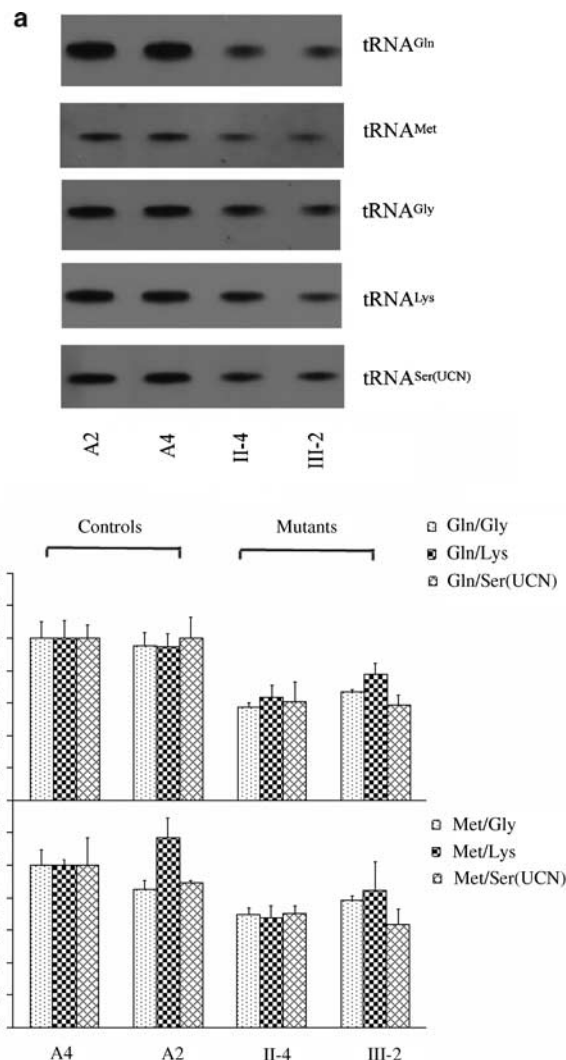 a
tRNAGln
tRNAMet
tRNAGly
tRNALys
tRNASer(UCN)
A2 A4 II-4 III-2
Controls Mutants
Gln/Gly
Gln/Lys
Gln/Ser(UCN)
Met/Gly
Met/Lys
Met/Ser(UCN)
A4 A2 II-4 III-2